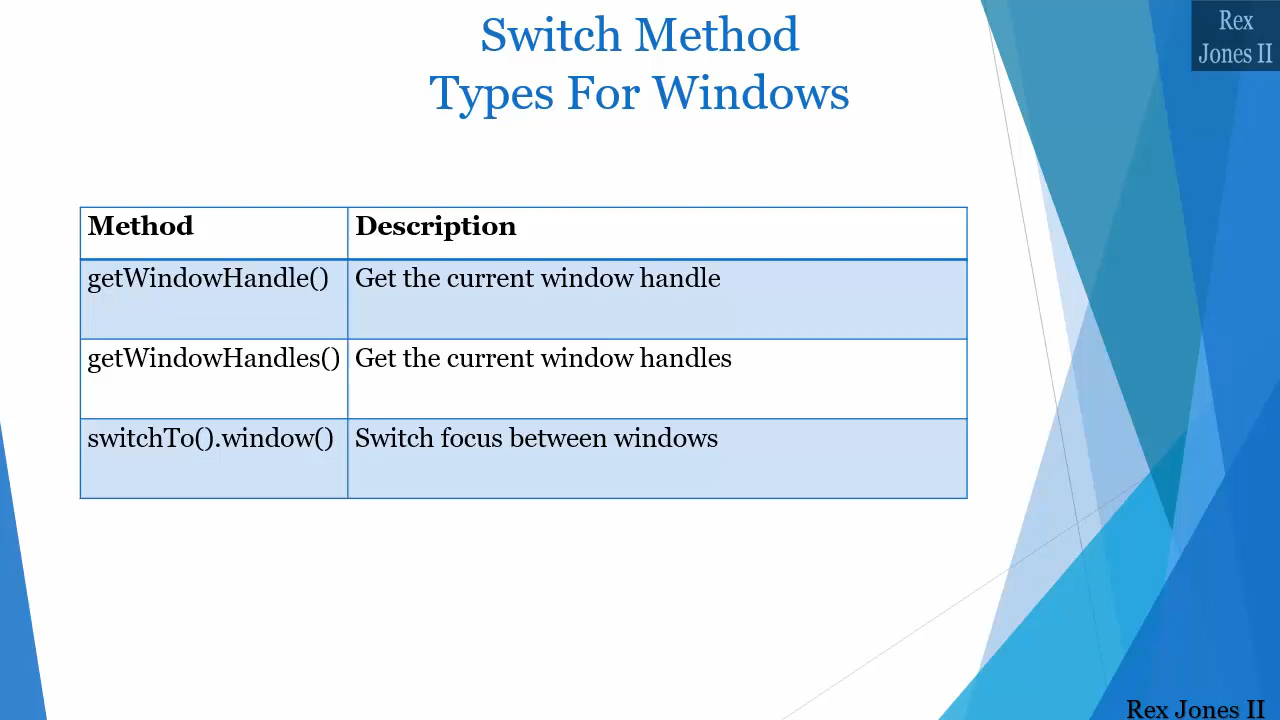 Switch Method
Types For Windows
Rex
Jones II
Method Description
getWindowHandle() Get the current window handle
getWindowHandles() Get the current window handles
switchTo().window() Switch focus between windows
Rex Jones II